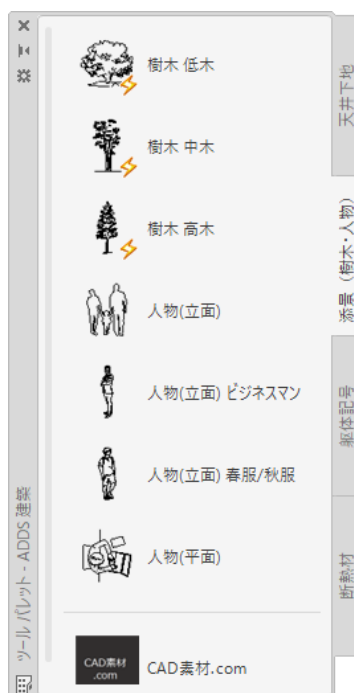 樹木 低木
樹木 中木
樹木 高木
人物(立面)
人物(立面) ビジネスマン
人物(立面) 春服/秋服
人物(平面)
CAD素材
.com
CAD素材.com
天井下地
添景（樹木・人物）
躯体記号
断熱材
ツール パレット - ADDS 建築